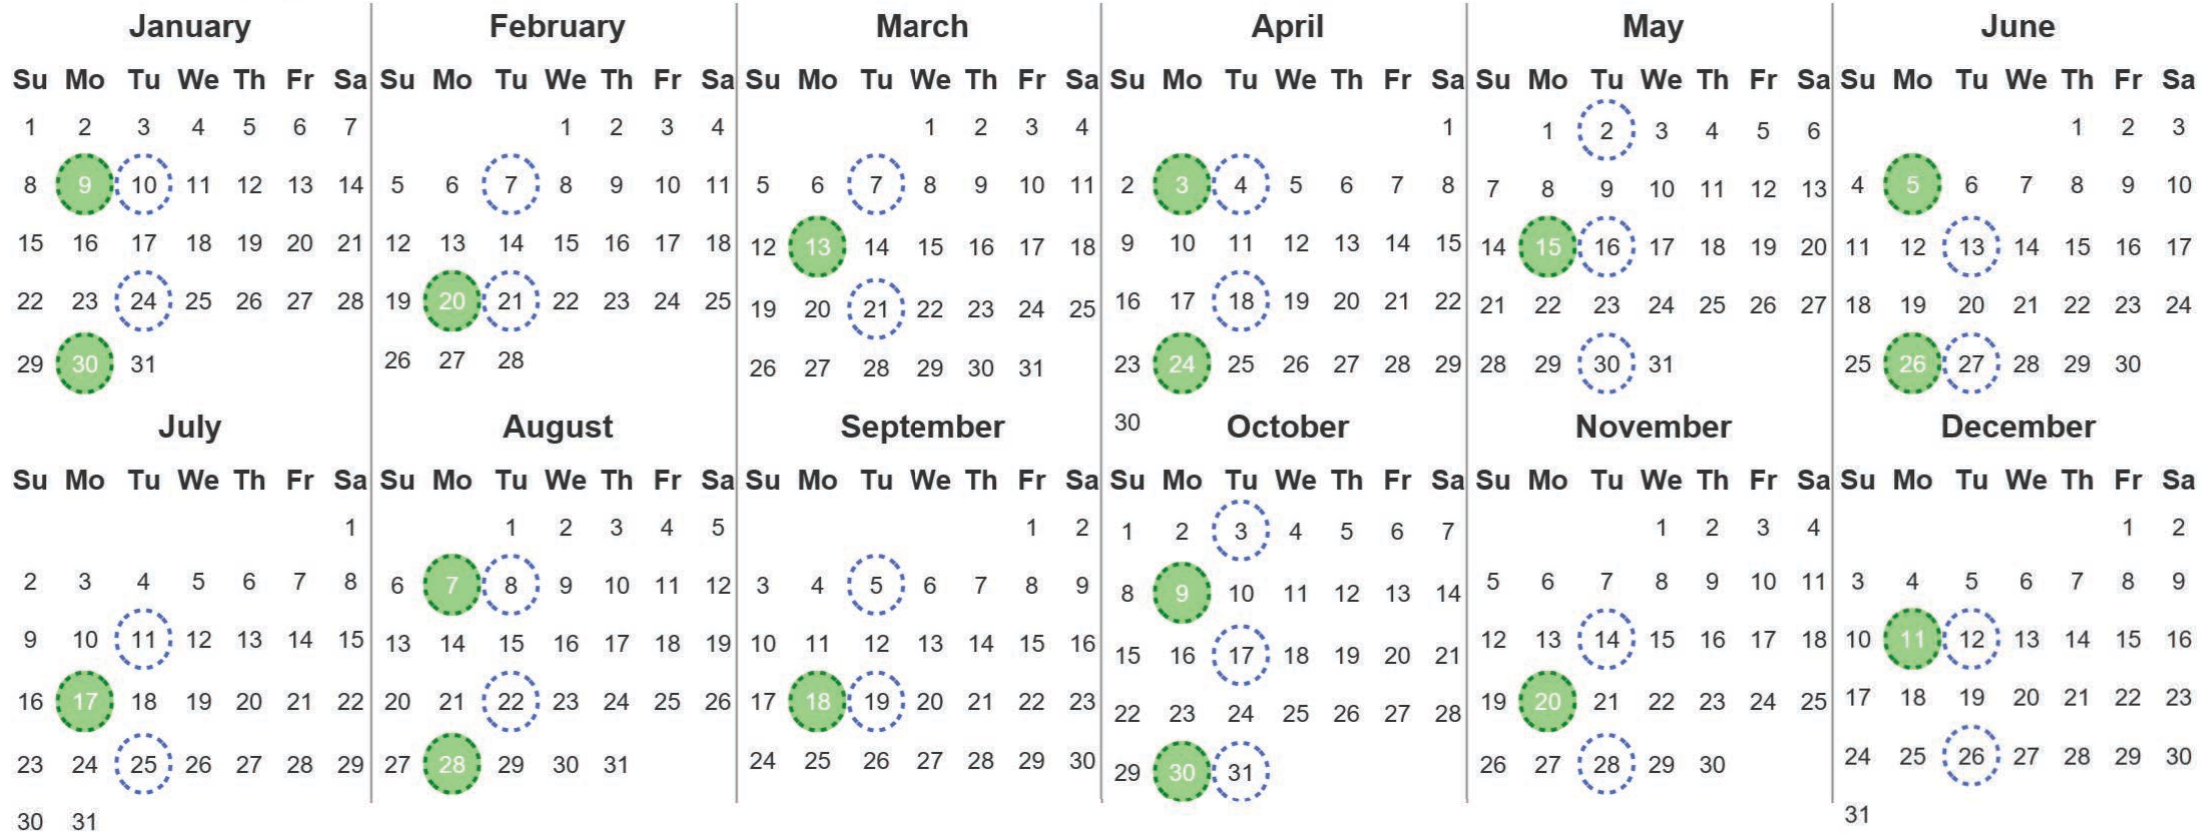 January February March April May June
Su Mo Tu We Th Fr Sa Su Mo Tu We Th Fr Sa Su Mo Tu We Th Fr Sa Su Mo Tu We Th Fr Sa Su Mo Tu We Th Fr Sa Su Mo Tu We Th Fr Sa
1 2 3 4 5 6 7 1 2 3 4 1 2 3 4 1 1 2 3 4 5 6 1 2 3
8 9 10 11 12 13 14 5 6 7 8 9 10 11 5 6 7 8 9 10 11 2 3 4 5 6 7 8 7 8 9 10 11 12 13 4 5 6 7 8 9 10
15 16 17 18 19 20 21 12 13 14 15 16 17 18 12 13 14 15 16 17 18 9 10 11 12 13 14 15 14 15 16 17 18 19 20 11 12 13 14 15 16 17
22 23 24 25 26 27 28 19 20 21 22 23 24 25 19 20 21 22 23 24 25 16 17 18 19 20 21 22 21 22 23 24 25 26 27 18 19 20 21 22 23 24
29 30 31 26 27 28 26 27 28 29 30 31 23 24 25 26 27 28 29 28 29 30 31 25 26 27 28 29 30
30
July August September October November December
Su Mo Tu We Th Fr Sa Su Mo Tu We Th Fr Sa Su Mo Tu We Th Fr Sa Su Mo Tu We Th Fr Sa Su Mo Tu We Th Fr Sa Su Mo Tu We Th Fr Sa
1 1 2 3 4 5 1 2 1 2 3 4 5 6 7 1 2 3 4 1 2
2 3 4 5 6 7 8 6 7 8 9 10 11 12 3 4 5 6 7 8 9 8 9 10 11 12 13 14 5 6 7 8 9 10 11 3 4 5 6 7 8 9
9 10 11 12 13 14 15 13 14 15 16 17 18 19 10 11 12 13 14 15 16 15 16 17 18 19 20 21 12 13 14 15 16 17 18 10 11 12 13 14 15 16
16 17 18 19 20 21 22 20 21 22 23 24 25 26 17 18 19 20 21 22 23 22 23 24 25 26 27 28 19 20 21 22 23 24 25 17 18 19 20 21 22 23
23 24 25 26 27 28 29 27 28 29 30 31 24 25 26 27 28 29 30 29 30 31 26 27 28 29 30 24 25 26 27 28 29 30
30 31 31